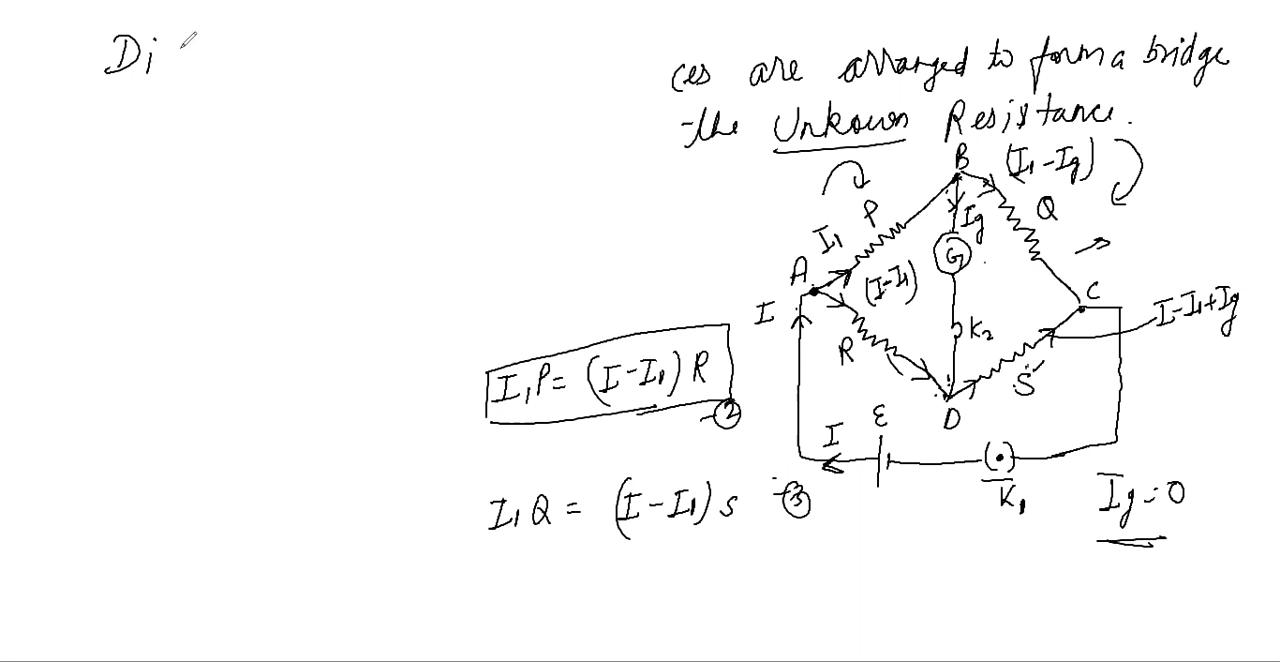 Di
ces are arranged to form a bridge
the Unkown Resistance.
B
(I₁-Ig)
P
Ig
Q
I₁
G
A
(I-I₁)
C
I
K₂
I-I₁+Ig
R
S
D
I₁P = (I-I₁) R
-②
I
ε
K₁
I₁Q = (I-I₁) s -③
Ig=0